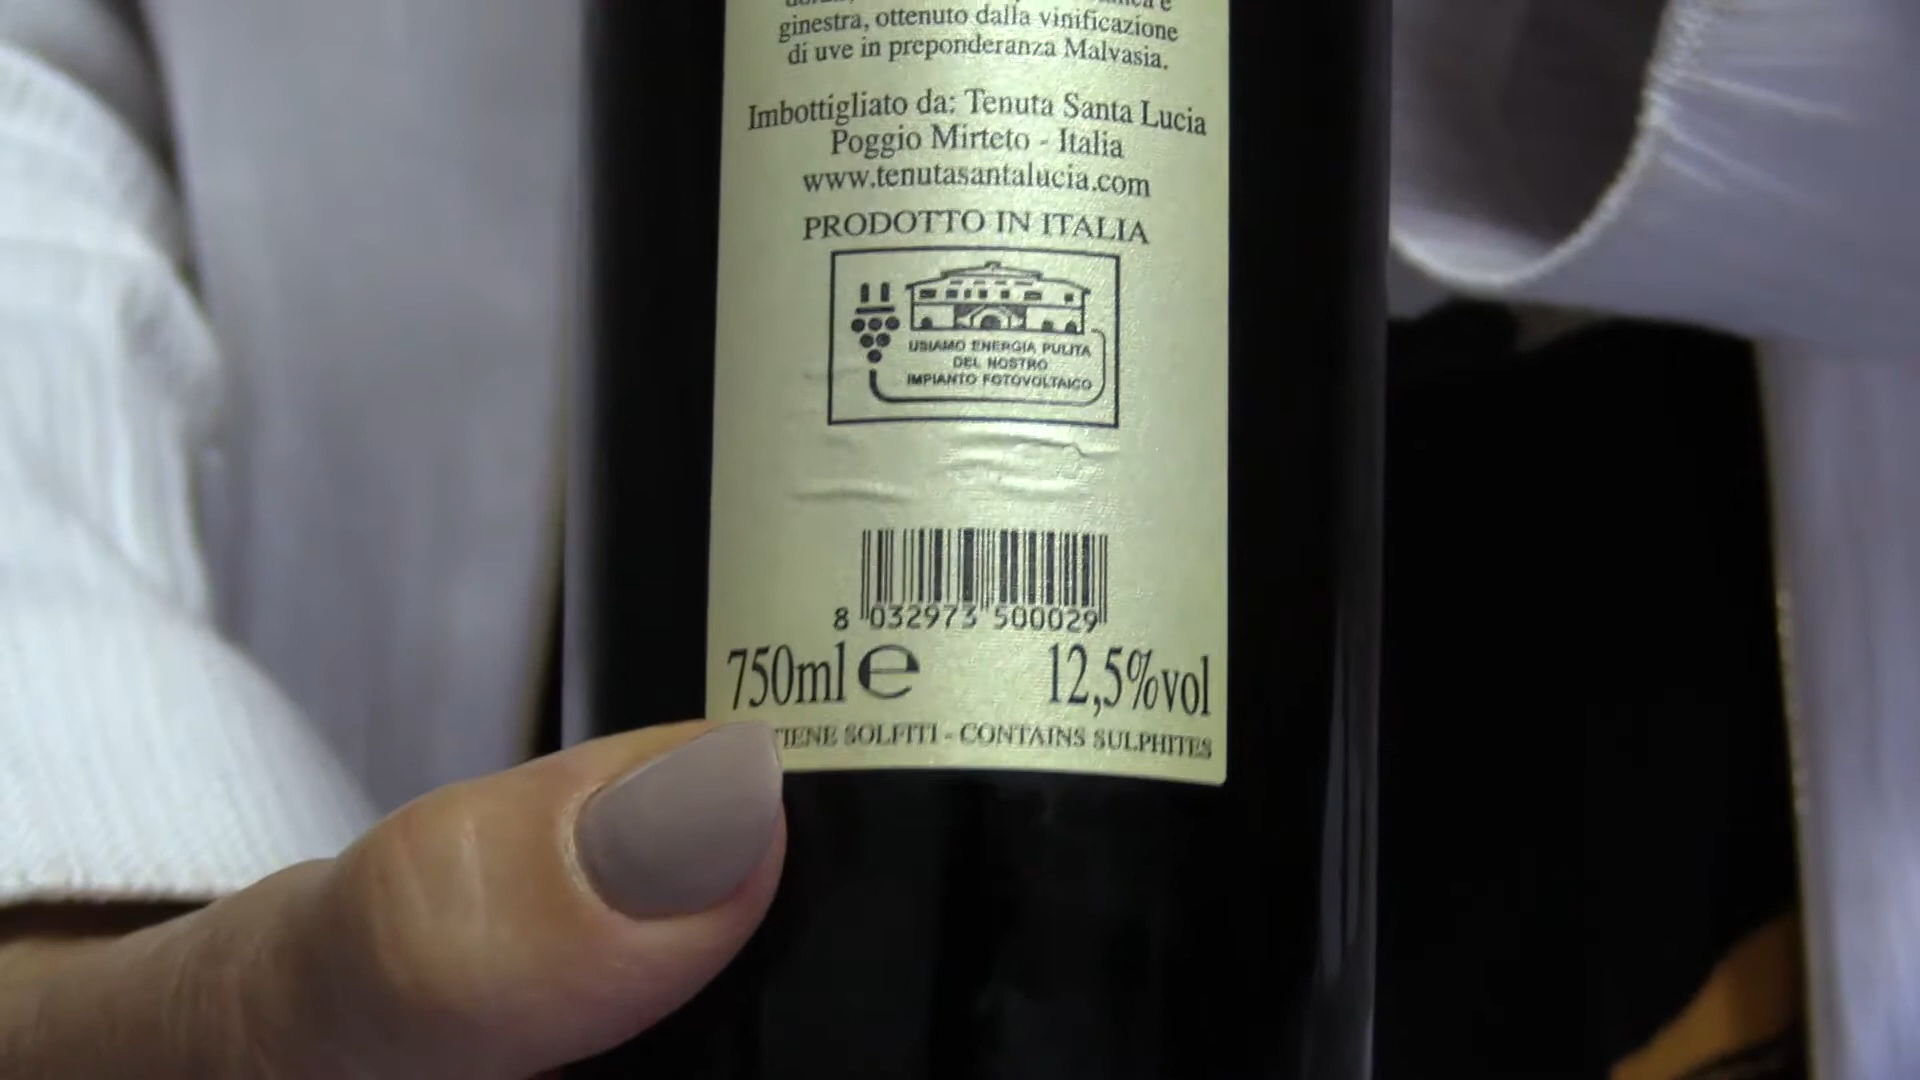 ginestra, ottenuto dalla vinificazione
di uve in preponderanza Malvasia.
Imbottigliato da: Tenuta Santa Lucia
Poggio Mirteto - Italia
www.tenutasantalucia.com
PRODOTTO IN ITALIA
USIAMO ENERGIA PULITA
DEL NOSTRO
IMPIANTO FOTOVOLTAICO
8 032973 500029
750ml e 12,5%vol
TIENE SOLFITI - CONTAINS SULPHITES